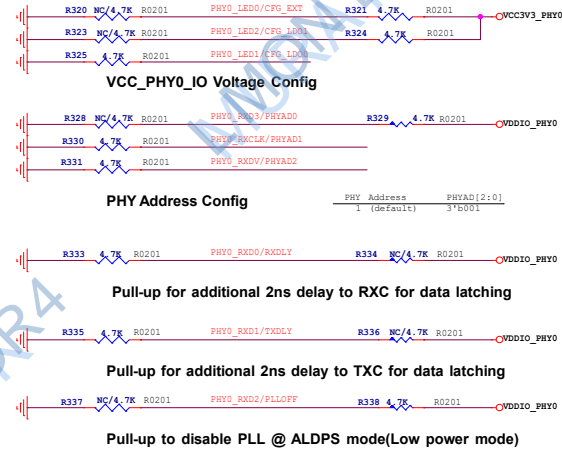 R320 NC/4.7K R0201 PHY0_LED0/CFG_EXT R321 4.7K R0201 VCC3V3_PHY0
R323 NC/4.7K R0201 PHY0_LED2/CFG_LDO1 R324 4.7K R0201
R325 4.7K R0201 PHY0_LED1/CFG_LDO0
VCC_PHY0_IO Voltage Config
R328 NC/4.7K R0201 PHY0_RXD3/PHYAD0 R329 4.7K R0201 VDDIO_PHY0
R330 4.7K R0201 PHY0_RXCLK/PHYAD1
R331 4.7K R0201 PHY0_RXDV/PHYAD2
PHY Address Config
PHY Address PHYAD[2:0]
1 (default) 3'b001
R333 4.7K R0201 PHY0_RXD0/RXDLY R334 NC/4.7K R0201 VDDIO_PHY0
Pull-up for additional 2ns delay to RXC for data latching
R335 4.7K R0201 PHY0_RXD1/TXDLY R336 NC/4.7K R0201 VDDIO_PHY0
Pull-up for additional 2ns delay to TXC for data latching
R337 NC/4.7K R0201 PHY0_RXD2/PLLOFF R338 4.7K R0201 VDDIO_PHY0
Pull-up to disable PLL @ ALDPS mode(Low power mode)